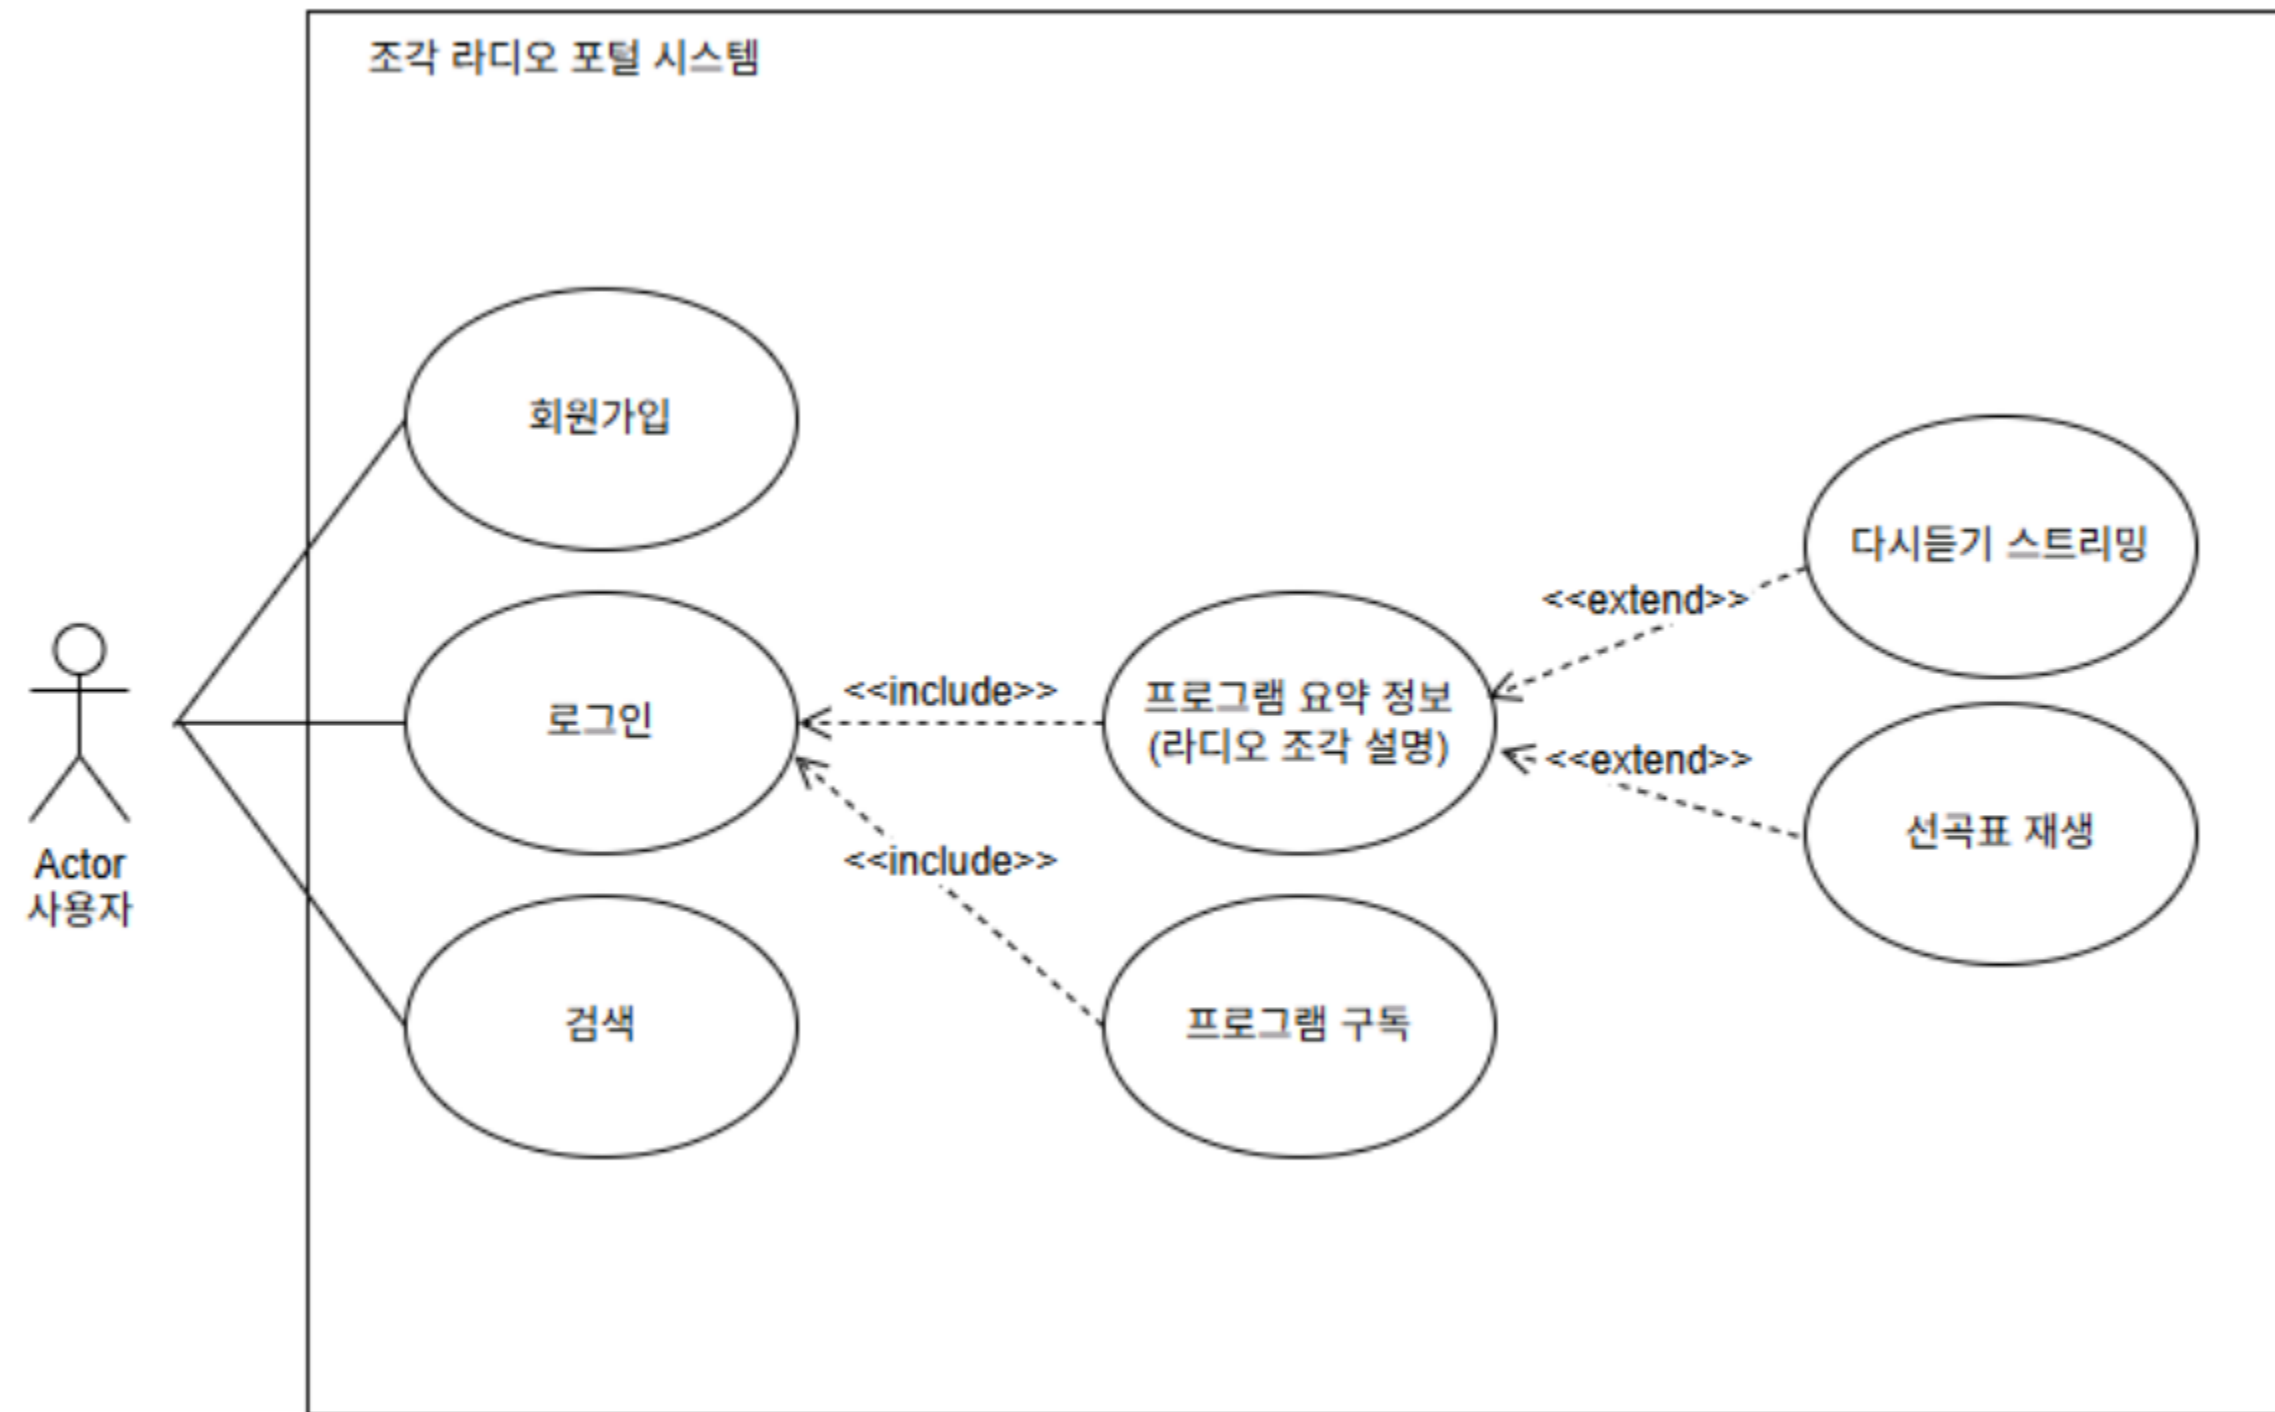 조각 라디오 포털 시스템
회원가입
다시듣기 스트리밍
<<extend>>
<<include>>
프로그램 요약 정보
(라디오 조각 설명)
로그인
<<extend>>
선곡표 재생
<<include>>
Actor
사용자
검색
프로그램 구독